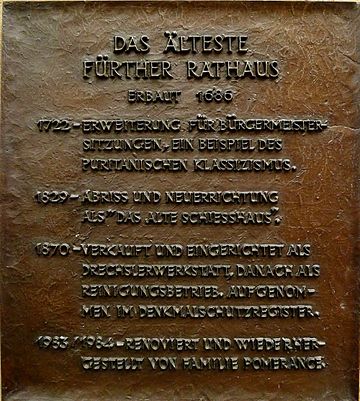 DAS ÄLTESTE
FÜRTHER RATHAUS
ERBAUT 1686
1722-ERWEITERUNG FÜR BÜRGERMEISTER-
SITZUNGEN, EIN BEISPIEL DES
PURITANISCHEN KLASSIZISMUS.
1829-ABRISS UND NEUERRICHTUNG
ALS "DAS ALTE SCHIESSHAUS".
1870-VERKAUFT UND EINGERICHTET ALS
DRECHSLERWERKSTATT, DANACH ALS
REINIGUNGSBETRIEB. AUFGENOM-
MEN IM DENKMALSCHUTZREGISTER.
1983/1984-RENOVIERT UND WIEDERHER-
GESTELLT VON FAMILIE POMERANCE.